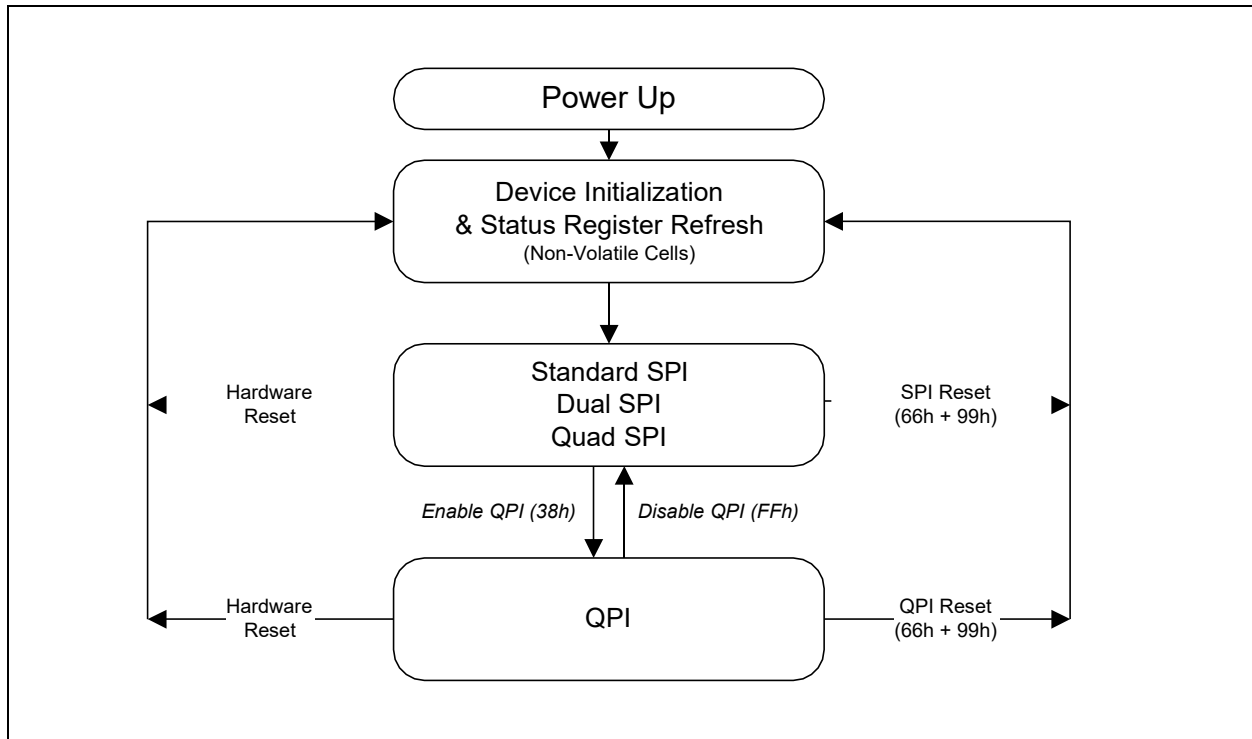 Power Up
Device Initialization
& Status Register Refresh
(Non-Volatile Cells)
Standard SPI
Dual SPI
Quad SPI
Hardware
Reset
SPI Reset
(66h + 99h)
Enable QPI (38h)
Disable QPI (FFh)
Hardware
Reset
QPI
QPI Reset
(66h + 99h)